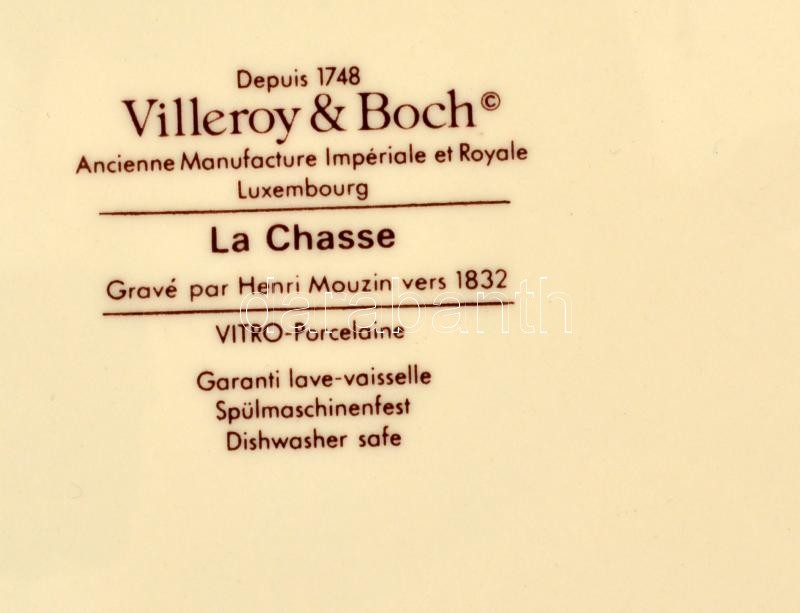 Depuis 1748
Villeroy & Boch©
Ancienne Manufacture Impériale et Royale
Luxembourg
La Chasse
Gravé par Henri Mouzin vers 1832
darabanth
VITRO-Porcelaine
Garanti lave-vaisselle
Spülmaschinenfest
Dishwasher safe